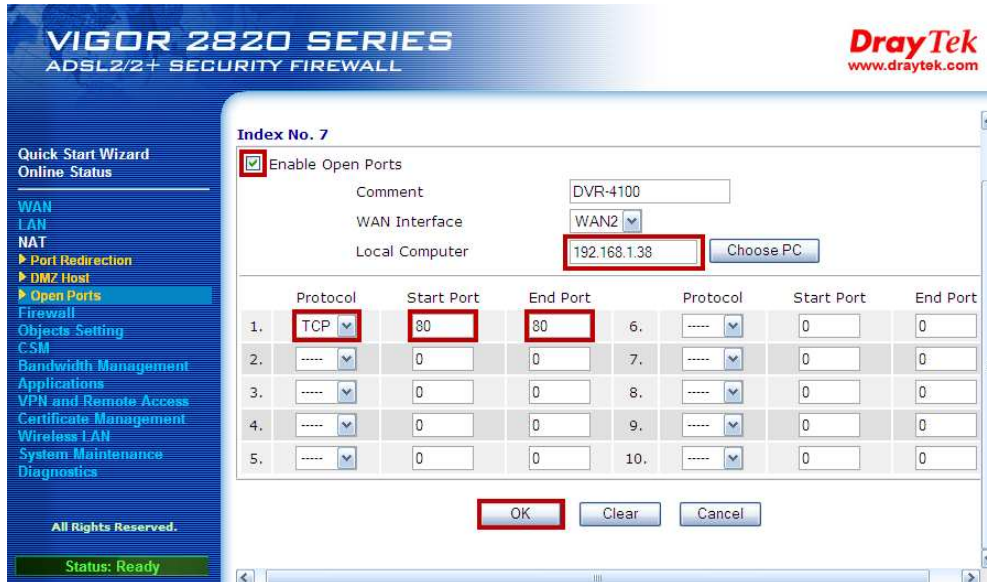 VIGOR 2820 SERIES
ADSL2/2+ SECURITY FIREWALL
DrayTek
www.draytek.com
Quick Start Wizard
Online Status
WAN
LAN
NAT
Port Redirection
DMZ Host
Open Ports
Firewall
Objects Setting
CSM
Bandwidth Management
Applications
VPN and Remote Access
Certificate Management
Wireless LAN
System Maintenance
Diagnostics
All Rights Reserved.
Status: Ready
Index No. 7
Enable Open Ports
Comment DVR-4100
WAN Interface WAN2
Local Computer 192.168.1.38 Choose PC
Protocol Start Port End Port Protocol Start Port End Port
1. TCP 80 80 6. ----- 0 0
2. ----- 0 0 7. ----- 0 0
3. ----- 0 0 8. ----- 0 0
4. ----- 0 0 9. ----- 0 0
5. ----- 0 0 10. ----- 0 0
OK Clear Cancel